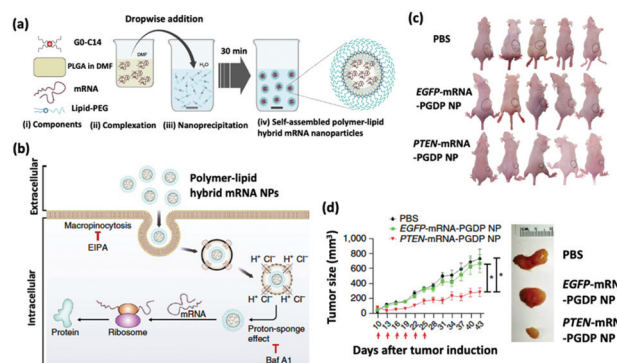 (a)
Dropwise addition
G0-C14
PLGA in DMF
mRNA
Lipid-PEG
DMF
H₂O
30 min
(i) Components
(ii) Complexation
(iii) Nanoprecipitation
(iv) Self-assembled polymer-lipid
hybrid mRNA nanoparticles
(b)
Extracellular
Intracellular
Polymer-lipid
hybrid mRNA NPs
Macropinocytosis
EIPA
H⁺ Cl⁻
H⁺ Cl⁻
H⁺ Cl⁻
H⁺ Cl⁻
mRNA
Protein
Ribosome
Proton-sponge
effect
Baf A1
(c)
PBS
EGFP-mRNA
-PGDP NP
PTEN-mRNA
-PGDP NP
(d)
PBS
EGFP-mRNA-PGDP NP
PTEN-mRNA-PGDP NP
Tumor size (mm³)
1000
800
600
400
200
0
10 13 16 19 22 25 28 31 34 37 40 43
Days after tumor induction
* *
PBS
EGFP-mRN
-PGDP NP
PTEN-mRN
-PGDP NP